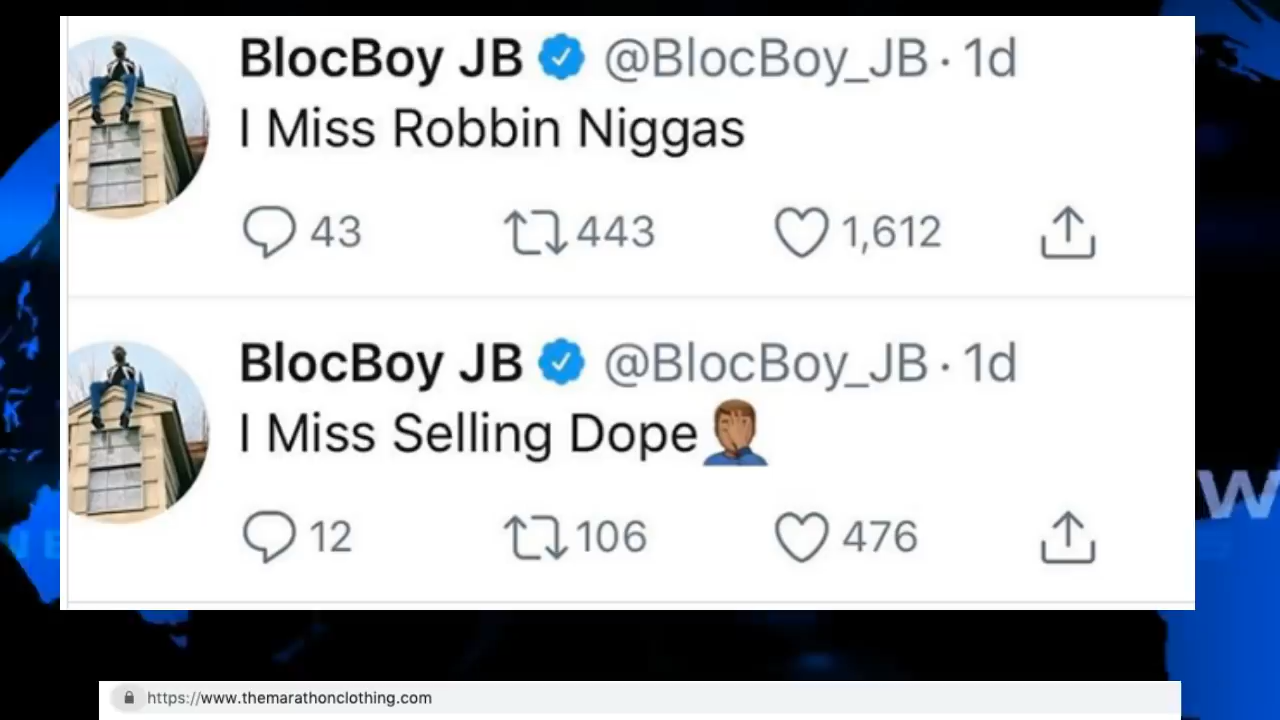 BlocBoy JB @BlocBoy_JB · 1d
I Miss Robbin Niggas
43 443 1,612
BlocBoy JB @BlocBoy_JB · 1d
I Miss Selling Dope🤦🏾‍♂️
12 106 476
W
https://www.themarathonclothing.com